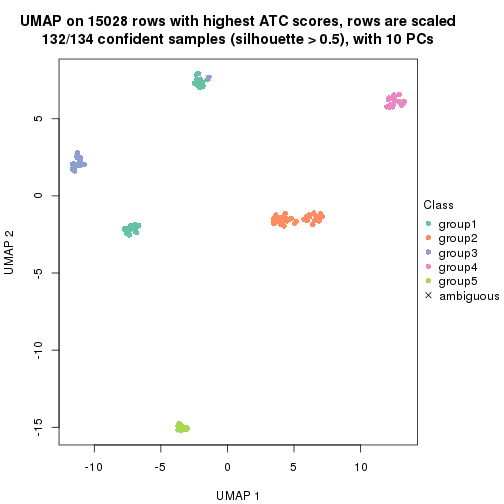 UMAP on 15028 rows with highest ATC scores, rows are scaled
132/134 confident samples (silhouette > 0.5), with 10 PCs
5
0
-5
-10
-15
UMAP 2
-10
-5
0
5
10
UMAP 1
Class
group1
group2
group3
group4
group5
ambiguous